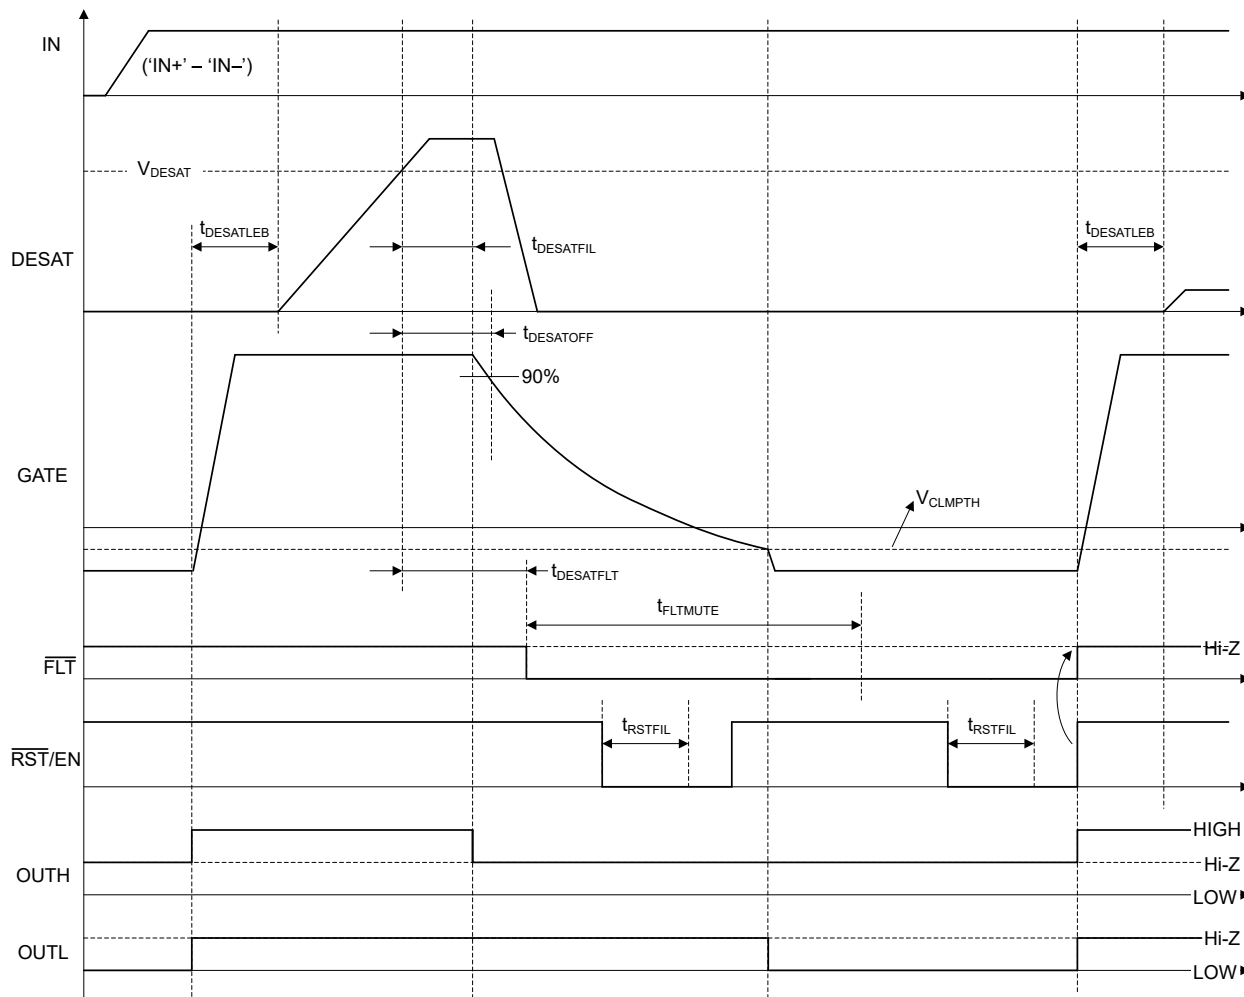 IN
('IN+' – 'IN–')
VDESAT
tDESATLEB
tDESATLEB
tDESATFIL
DESAT
tDESATOFF
90%
GATE
VCLMPTH
tDESATFLT
tFLTMUTE
FLT
Hi-Z
RST/EN
tRSTFIL
tRSTFIL
HIGH
OUTH
Hi-Z
LOW
OUTL
Hi-Z
LOW